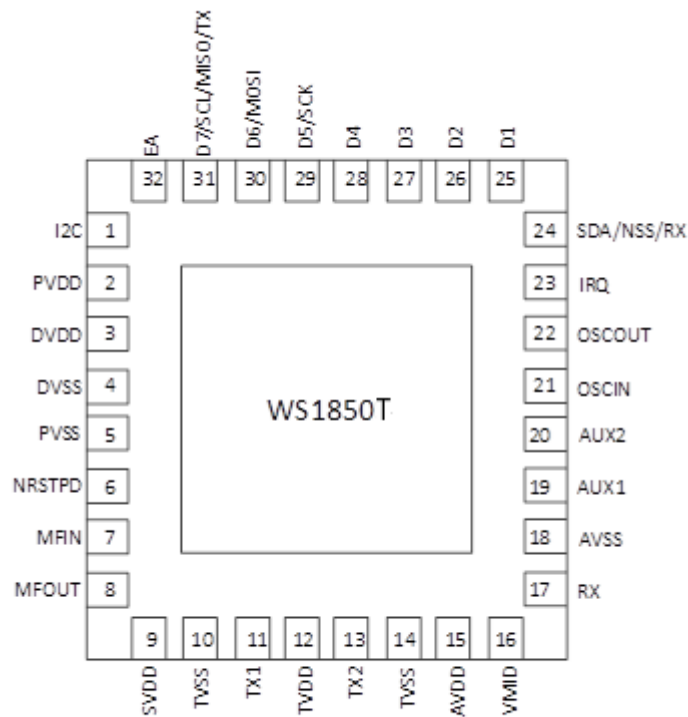 EA
D7/SCL/MISO/TX
D6/MOSI
D5/SCK
D4
D3
D2
D1
32 31 30 29 28 27 26 25
I2C 1
PVDD 2
DVDD 3
DVSS 4
PVSS 5
NRSTPD 6
MFIN 7
MFOUT 8
WS1850T
24 SDA/NSS/RX
23 IRQ
22 OSCOUT
21 OSCIN
20 AUX2
19 AUX1
18 AVSS
17 RX
9 10 11 12 13 14 15 16
SVDD
TVSS
TX1
TVDD
TX2
TVSS
AVDD
VMID